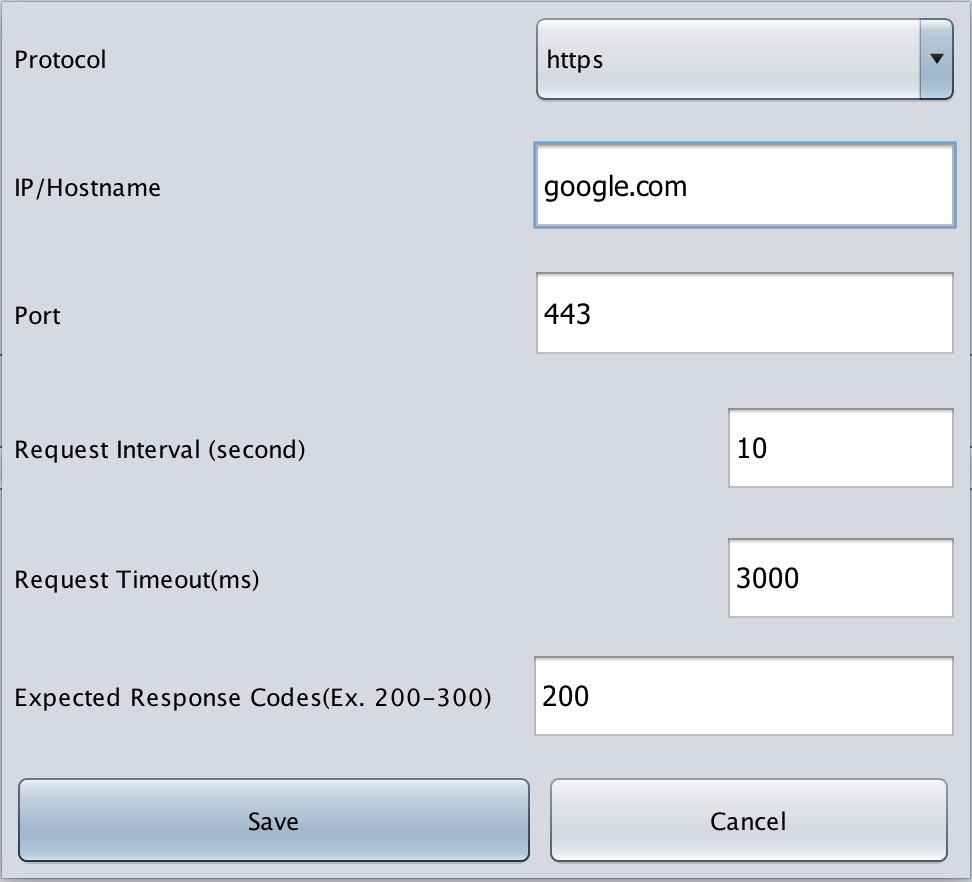 Protocol https
IP/Hostname google.com
Port 443
Request Interval (second) 10
Request Timeout(ms) 3000
Expected Response Codes(Ex. 200-300) 200
Save Cancel